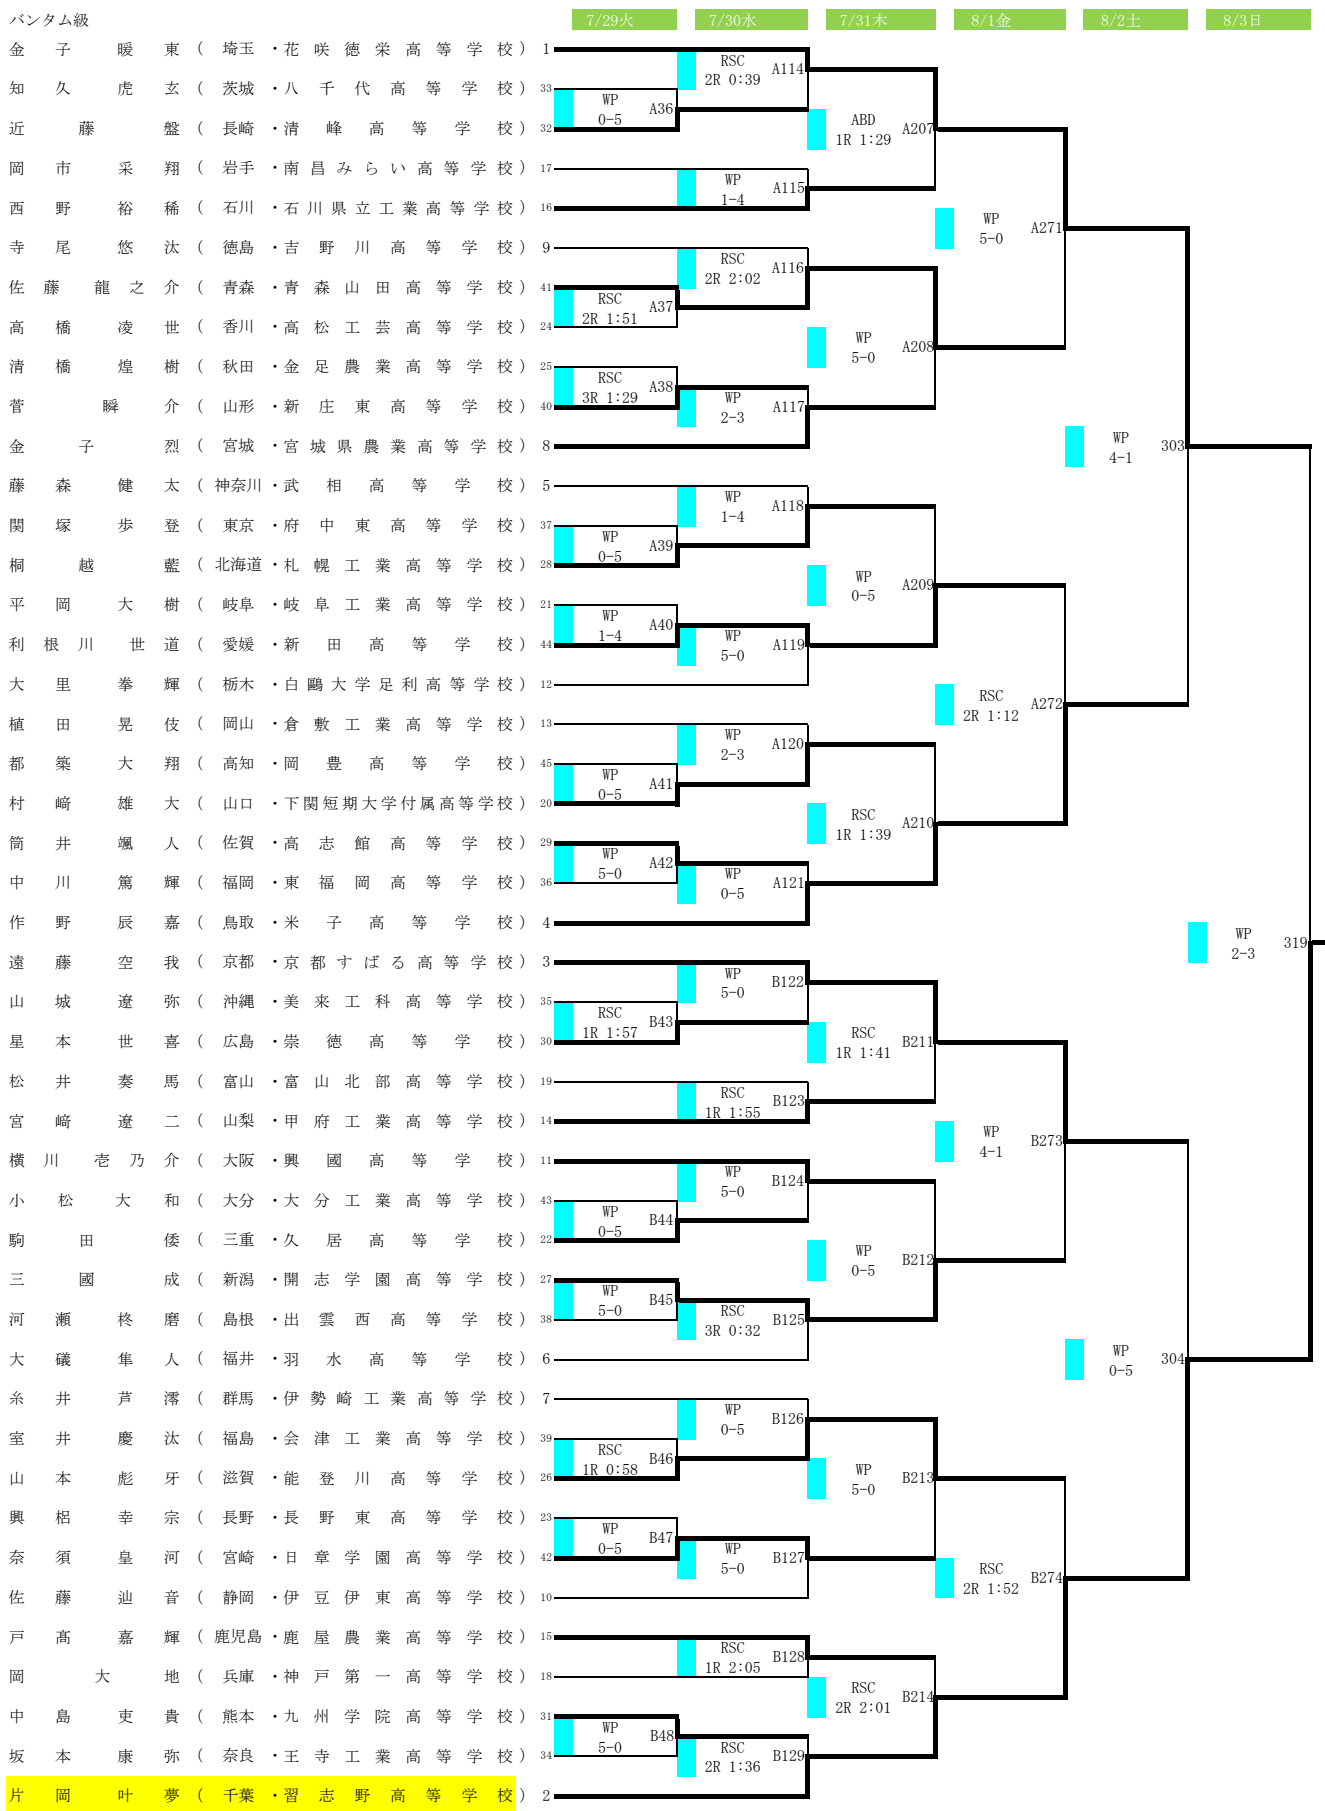 バンタム級 7/29火 7/30水 7/31木 8/1金 8/2土 8/3日
金子暖東(埼玉・花咲徳栄高等学校) 1
RSC
2R 0:39 A114
知久虎玄(茨城・八千代高等学校) 33
WP
0-5 A36
近藤盤(長崎・清峰高等学校) 32
ABD
1R 1:29 A207
岡市采翔(岩手・南昌みらい高等学校) 17
WP
1-4 A115
西野裕稀(石川・石川県立工業高等学校) 16
WP
5-0 A271
寺尾悠汰(徳島・吉野川高等学校) 9
RSC
2R 2:02 A116
佐藤龍之介(青森・青森山田高等学校) 41
RSC
2R 1:51 A37
高橋凌世(香川・高松工芸高等学校) 24
WP
5-0 A208
清橋煌樹(秋田・金足農業高等学校) 25
RSC
3R 1:29 A38
菅瞬介(山形・新庄東高等学校) 40
WP
2-3 A117
金子烈(宮城・宮城県農業高等学校) 8
WP
4-1 303
藤森健太(神奈川・武相高等学校) 5
WP
1-4 A118
関塚歩登(東京・府中東高等学校) 37
WP
0-5 A39
桐越藍(北海道・札幌工業高等学校) 28
WP
0-5 A209
平岡大樹(岐阜・岐阜工業高等学校) 21
WP
1-4 A40
利根川世道(愛媛・新田高等学校) 44
WP
5-0 A119
大里奉輝(栃木・白鷗大学足利高等学校) 12
RSC
2R 1:12 A272
植田晃伎(岡山・倉敷工業高等学校) 13
WP
2-3 A120
都築大翔(高知・岡豊高等学校) 45
WP
0-5 A41
村﨑雄大(山口・下関短期大学付属高等学校) 20
RSC
1R 1:39 A210
筒井颯人(佐賀・高志館高等学校) 29
WP
5-0 A42
中川篤輝(福岡・東福岡高等学校) 36
WP
0-5 A121
作野辰嘉(鳥取・米子高等学校) 4
WP
2-3 319
遠藤空我(京都・京都すばる高等学校) 3
WP
5-0 B122
山城遼弥(沖縄・美来工科高等学校) 35
RSC
1R 1:57 B43
星本世喜(広島・崇徳高等学校) 30
RSC
1R 1:41 B211
松井奏馬(富山・富山北部高等学校) 19
RSC
1R 1:55 B123
宮﨑遼二(山梨・甲府工業高等学校) 14
WP
4-1 B273
横川壱乃介(大阪・興國高等学校) 11
WP
5-0 B124
小松大和(大分・大分工業高等学校) 43
WP
0-5 B44
駒田倭(三重・久居高等学校) 22
WP
0-5 B212
三國成(新潟・開志学園高等学校) 27
WP
5-0 B45
河瀬柊磨(島根・出雲西高等学校) 38
RSC
3R 0:32 B125
大礒隼人(福井・羽水高等学校) 6
WP
0-5 304
糸井芦澪(群馬・伊勢崎工業高等学校) 7
WP
0-5 B126
室井慶汰(福島・会津工業高等学校) 39
RSC
1R 0:58 B46
山本彪牙(滋賀・能登川高等学校) 26
WP
5-0 B213
興梠幸宗(長野・長野東高等学校) 23
WP
0-5 B47
奈須皇河(宮崎・日章学園高等学校) 42
WP
5-0 B127
佐藤辿音(静岡・伊豆伊東高等学校) 10
RSC
2R 1:52 B274
戸髙嘉輝(鹿児島・鹿屋農業高等学校) 15
RSC
1R 2:05 B128
岡大地(兵庫・神戸第一高等学校) 18
RSC
2R 2:01 B214
中島吏貴(熊本・九州学院高等学校) 31
WP
5-0 B48
坂本康弥(奈良・王寺工業高等学校) 34
RSC
2R 1:36 B129
片岡叶夢(千葉・習志野高等学校) 2